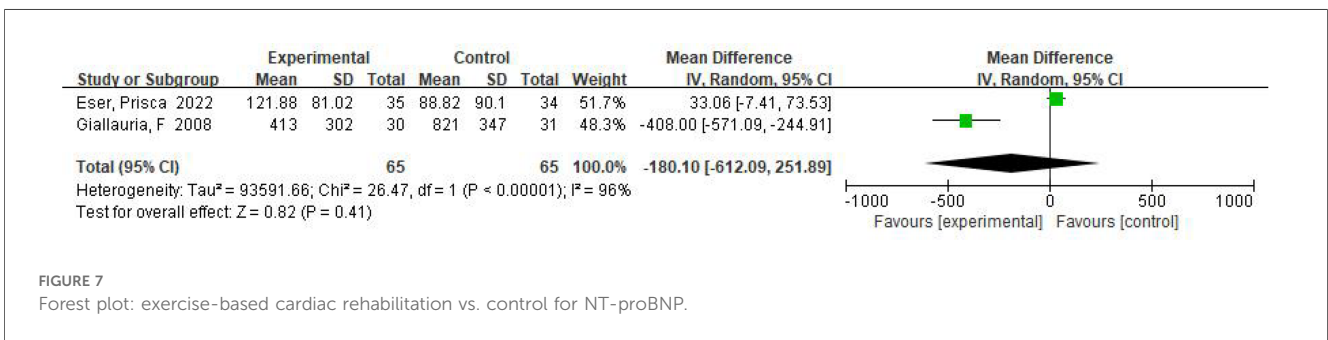 Experimental Control Mean Difference Mean Difference
Study or Subgroup Mean SD Total Mean SD Total Weight IV, Random, 95% CI IV, Random, 95% CI
Eser, Prisca 2022 121.88 81.02 35 88.82 90.1 34 51.7% 33.06 [-7.41, 73.53]
Giallauria, F 2008 413 302 30 821 347 31 48.3% -408.00 [-571.09, -244.91]
Total (95% CI) 65 65 100.0% -180.10 [-612.09, 251.89]
Heterogeneity: Tau² = 93591.66; Chi² = 26.47, df = 1 (P < 0.00001); I² = 96%
Test for overall effect: Z = 0.82 (P = 0.41)
-1000 -500 0 500 1000
Favours [experimental] Favours [control]
FIGURE 7
Forest plot: exercise-based cardiac rehabilitation vs. control for NT-proBNP.